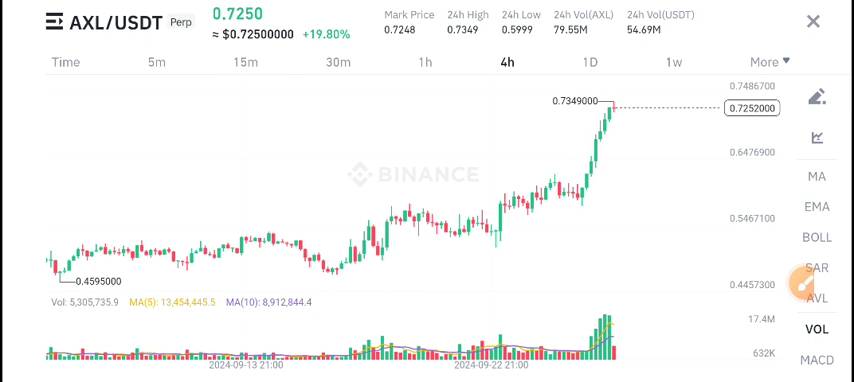 AXL/USDT Perp
0.7250
≈ $0.72500000 +19.80%
Mark Price 24h High 24h Low 24h Vol(AXL) 24h Vol(USDT)
0.7248 0.7349 0.5999 79.55M 54.69M
Time 5m 15m 30m 1h 4h 1D 1w More
0.7486700
0.7349000
0.7252000
0.6476900
BINANCE
MA
EMA
0.5467100
BOLL
SAR
0.4595000
0.4457300
AVL
Vol: 5,305,735.9 MA(5): 13,454,445.5 MA(10): 8,912,844.4
17.4M
VOL
632K
MACD
2024-09-13 21:00 2024-09-22 21:00